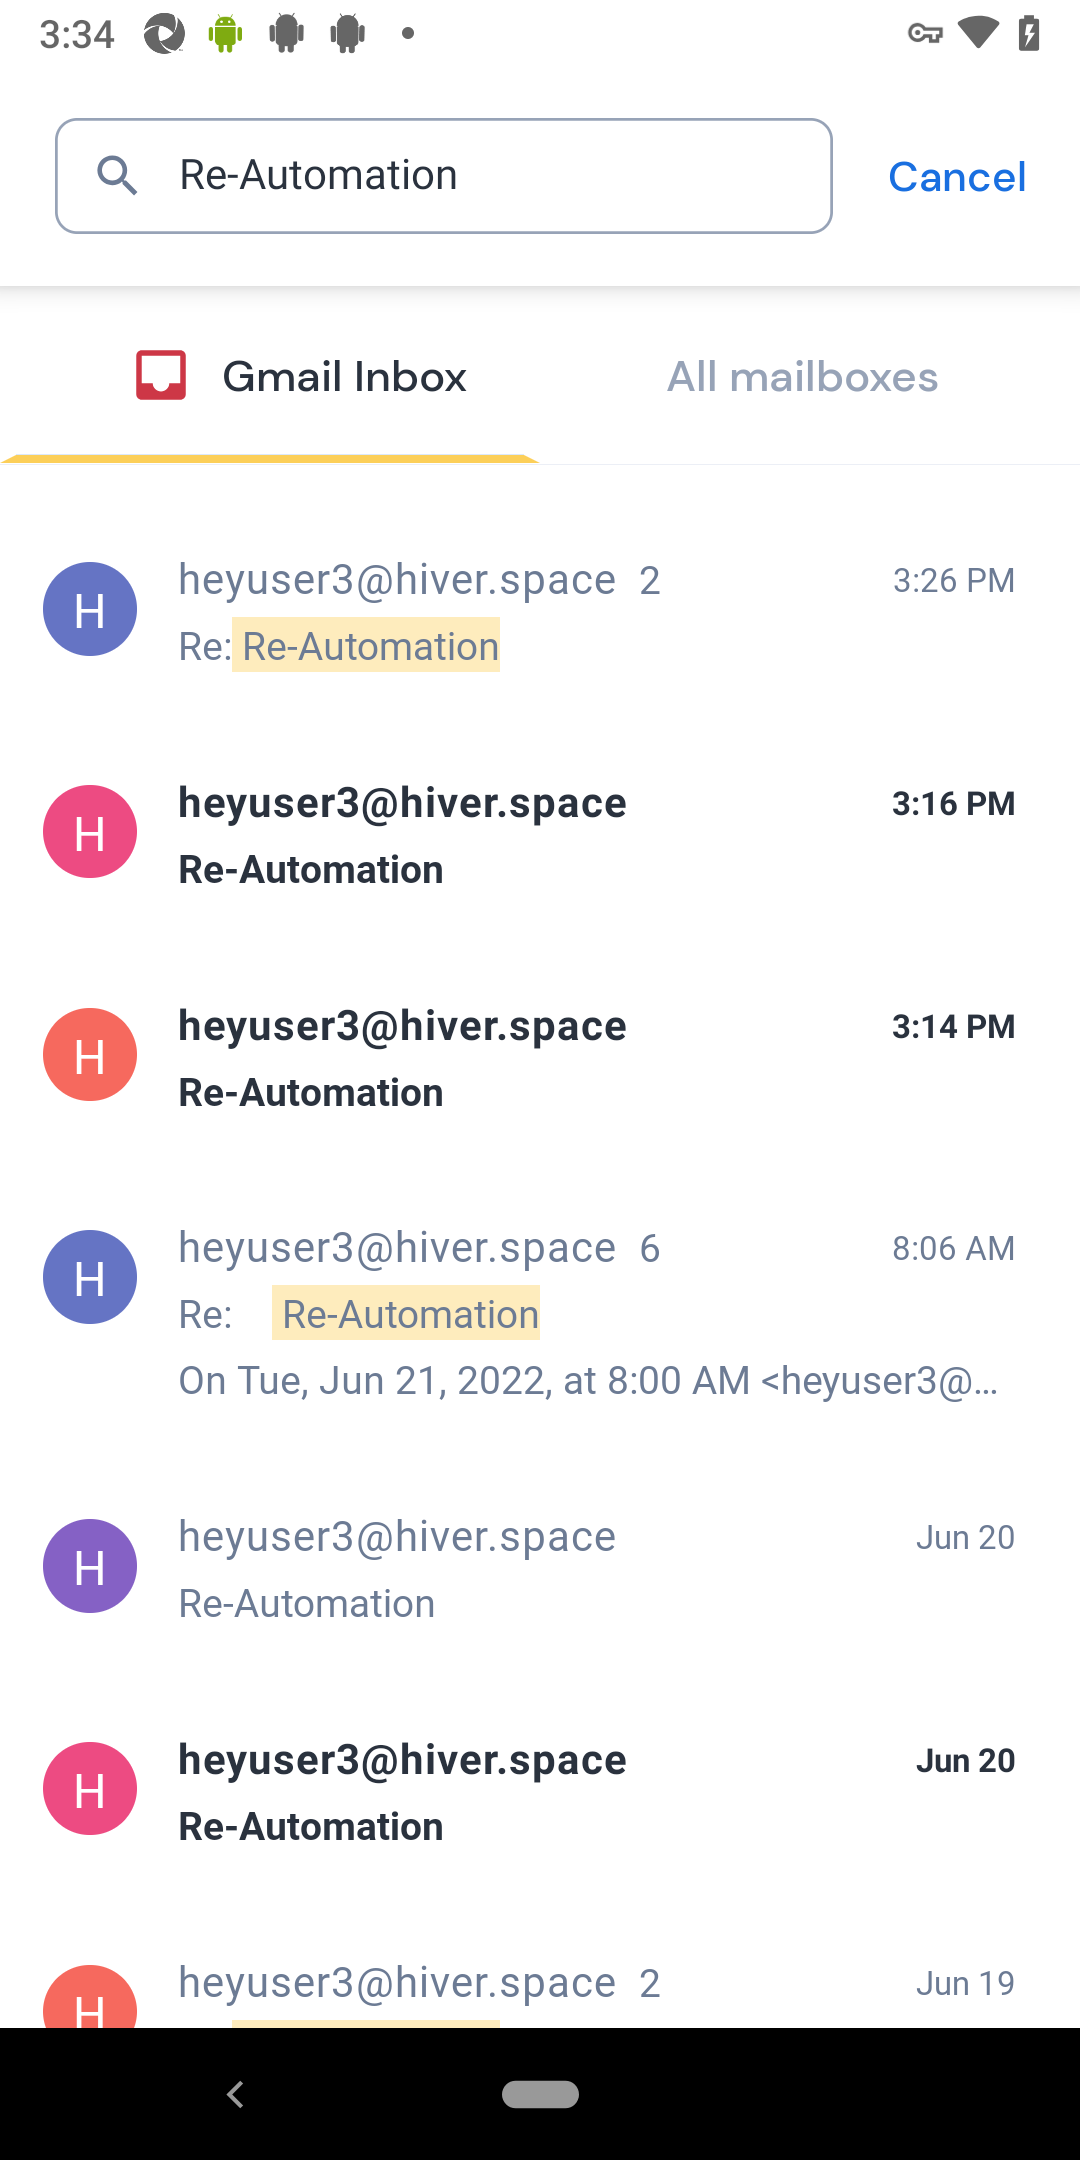 3:34
Re-Automation
Cancel
Gmail Inbox
All mailboxes
H
heyuser3@hiver.space 2
3:26 PM
Re: Re-Automation
H
heyuser3@hiver.space
3:16 PM
Re-Automation
H
heyuser3@hiver.space
3:14 PM
Re-Automation
H
heyuser3@hiver.space 6
8:06 AM
Re: Re-Automation
On Tue, Jun 21, 2022, at 8:00 AM <heyuser3@...
H
heyuser3@hiver.space
Jun 20
Re-Automation
H
heyuser3@hiver.space
Jun 20
Re-Automation
H
heyuser3@hiver.space 2
Jun 19